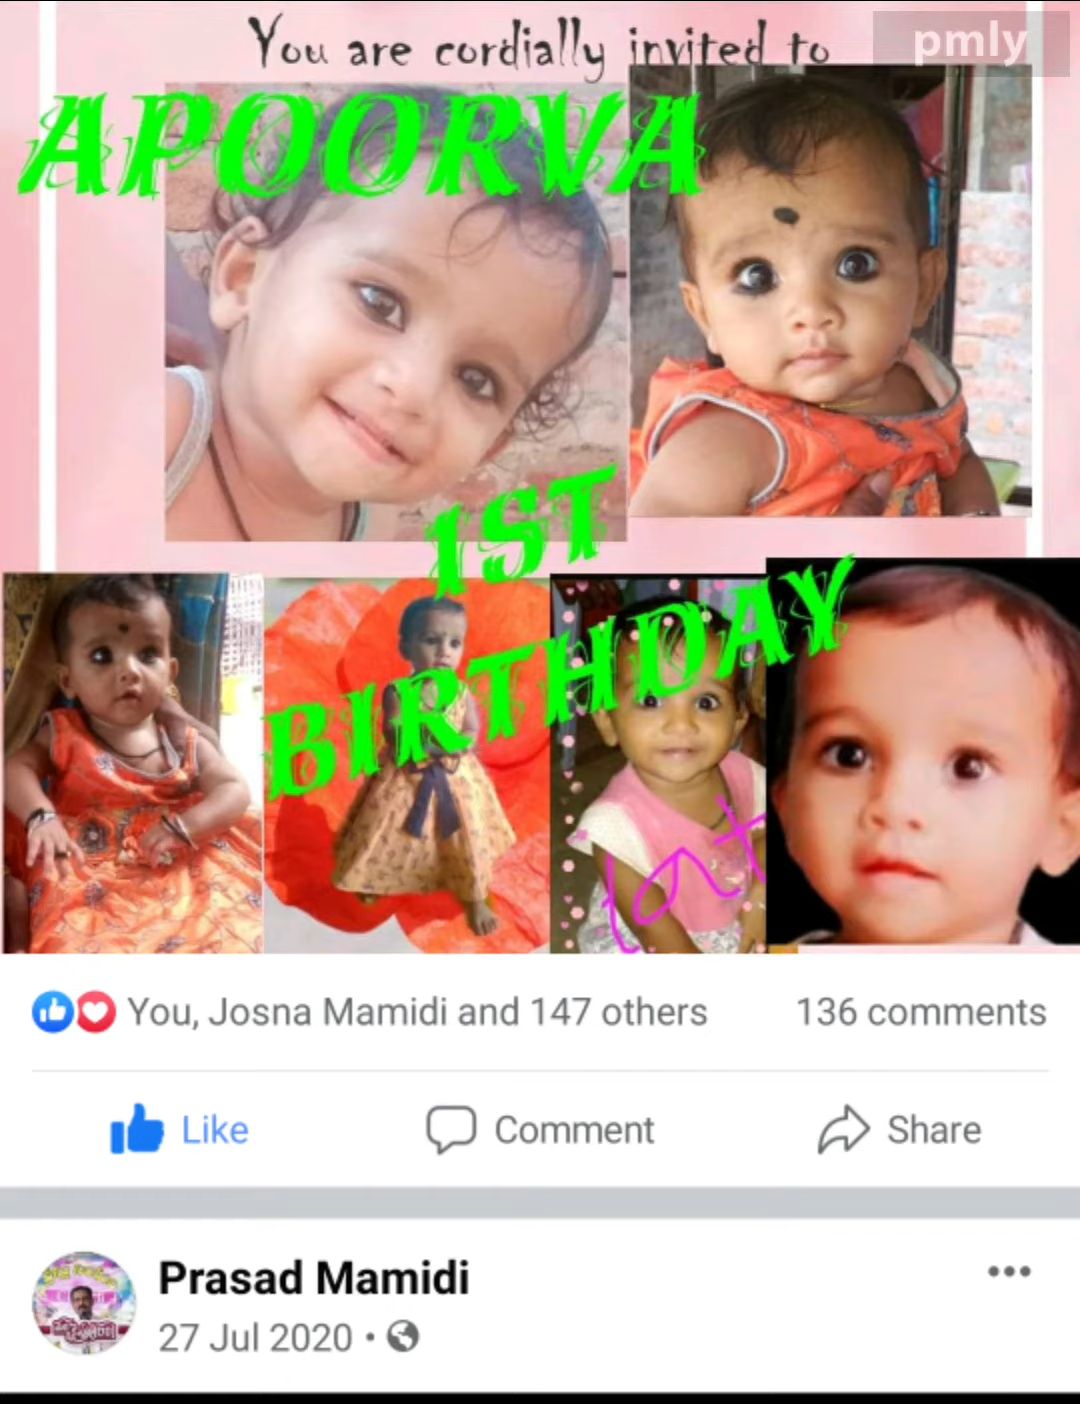 You are cordially invited to
pmly
APOORVA
1ST
BIRTHDAY
You, Josna Mamidi and 147 others
136 comments
Like
Comment
Share
Prasad Mamidi
27 Jul 2020